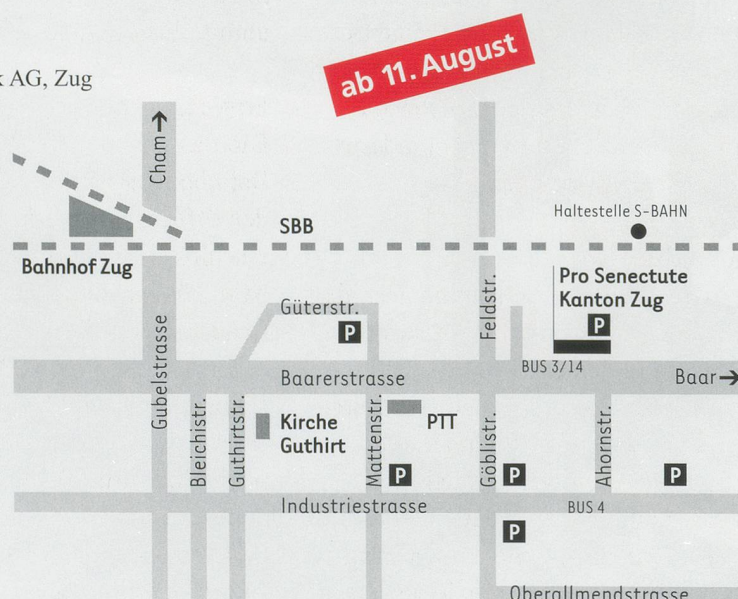 ab 11. August
AG, Zug
Cham
SBB
Haltestelle S-BAHN
Bahnhof Zug
Pro Senectute
Kanton Zug
P
Güterstr.
P
Feldstr.
Gubelstrasse
BUS 3/14
Baarerstrasse
Baar
Bleichistr.
Guthirtstr.
Kirche
Guthirt
Mattenstr.
PTT
Göblistr.
Ahornstr.
P
P
P
Industriestrasse
BUS 4
P
Oberallmendstrasse